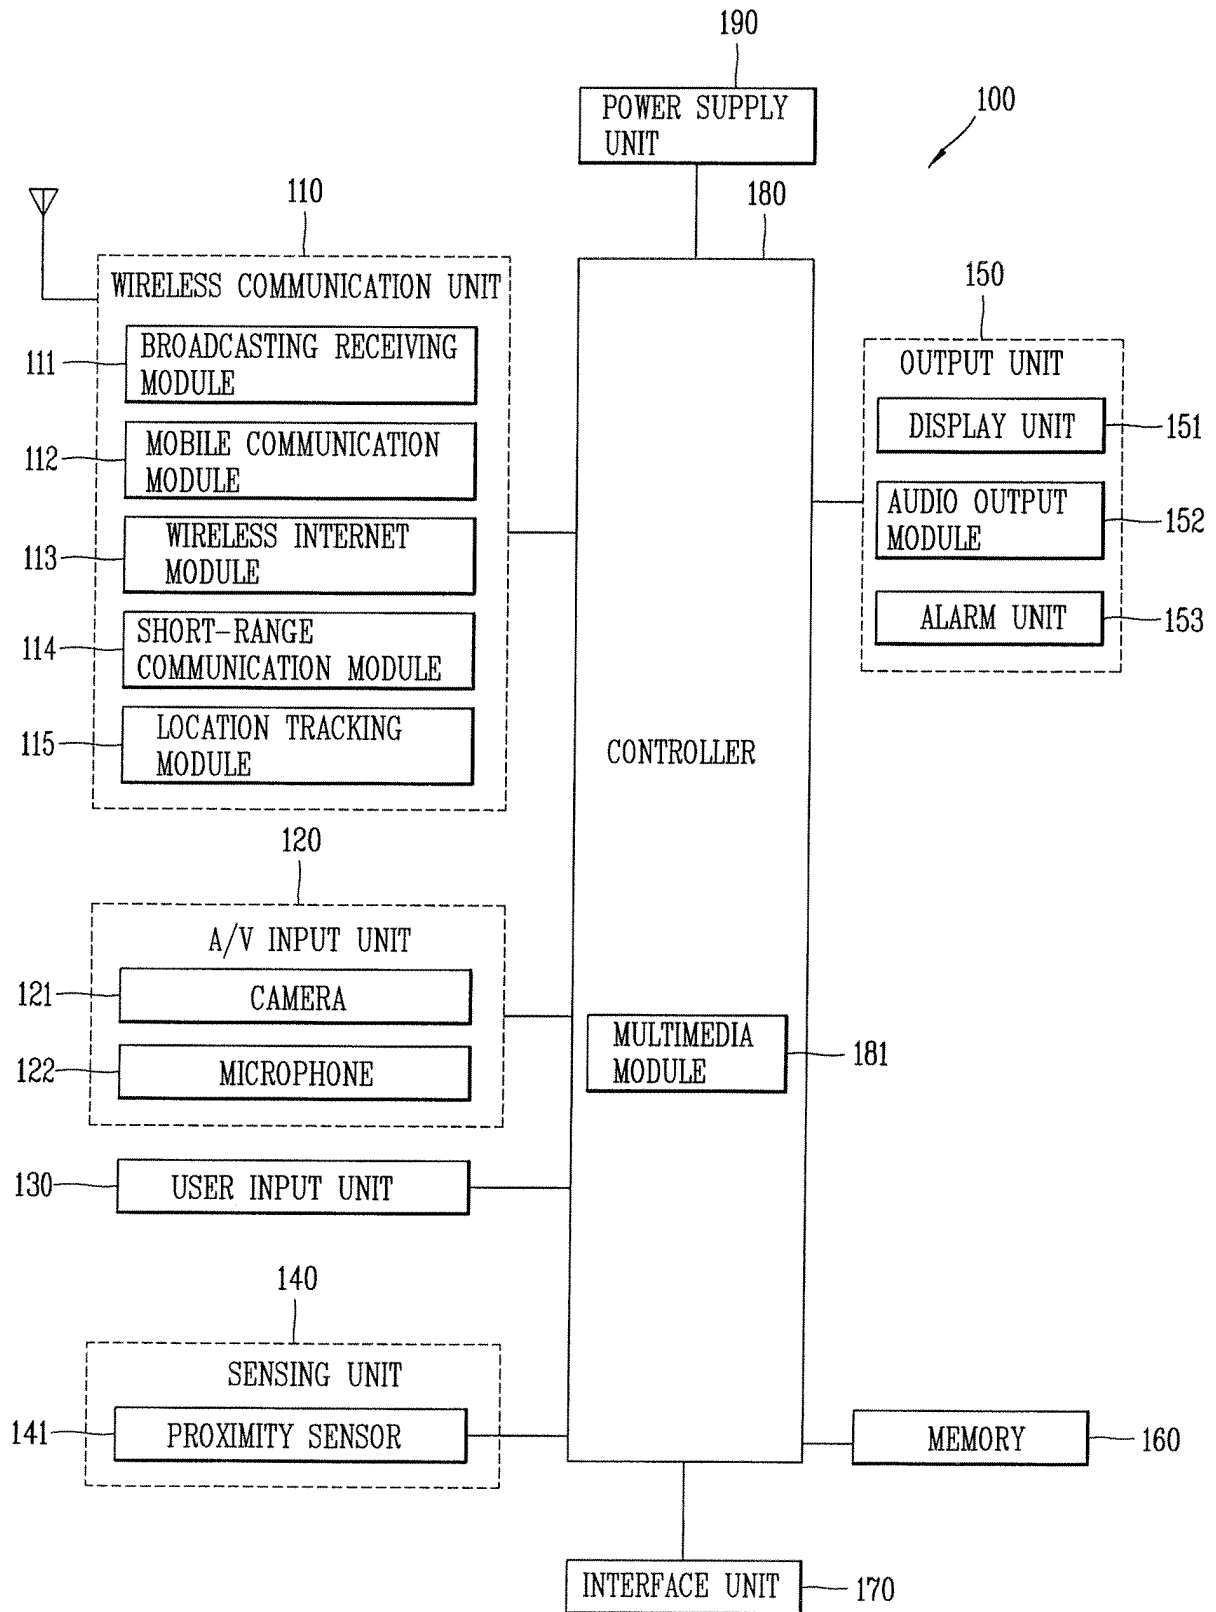 190
POWER SUPPLY
UNIT
100
110
180
WIRELESS COMMUNICATION UNIT
150
111
BROADCASTING RECEIVING
MODULE
OUTPUT UNIT
DISPLAY UNIT
151
112
MOBILE COMMUNICATION
MODULE
AUDIO OUTPUT
MODULE
152
113
WIRELESS INTERNET
MODULE
ALARM UNIT
153
114
SHORT-RANGE
COMMUNICATION MODULE
115
LOCATION TRACKING
MODULE
CONTROLLER
120
A/V INPUT UNIT
121
CAMERA
122
MICROPHONE
MULTIMEDIA
MODULE
181
130
USER INPUT UNIT
140
SENSING UNIT
141
PROXIMITY SENSOR
MEMORY
160
INTERFACE UNIT
170